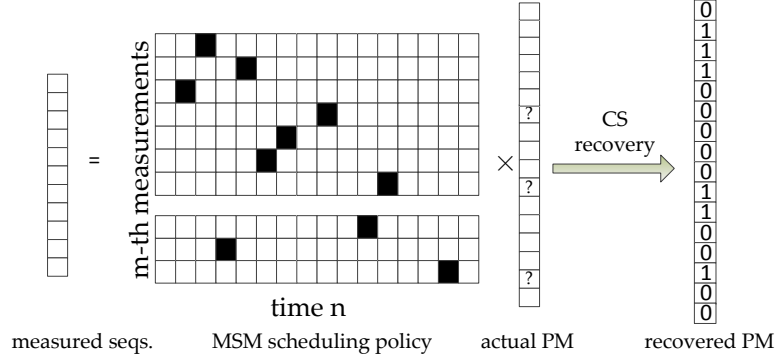 m-th measurements
=
time n
×
?
?
?
CS
recovery
0
1
1
1
0
0
0
0
0
1
1
0
0
1
0
0
measured seqs.
MSM scheduling policy
actual PM
recovered PM